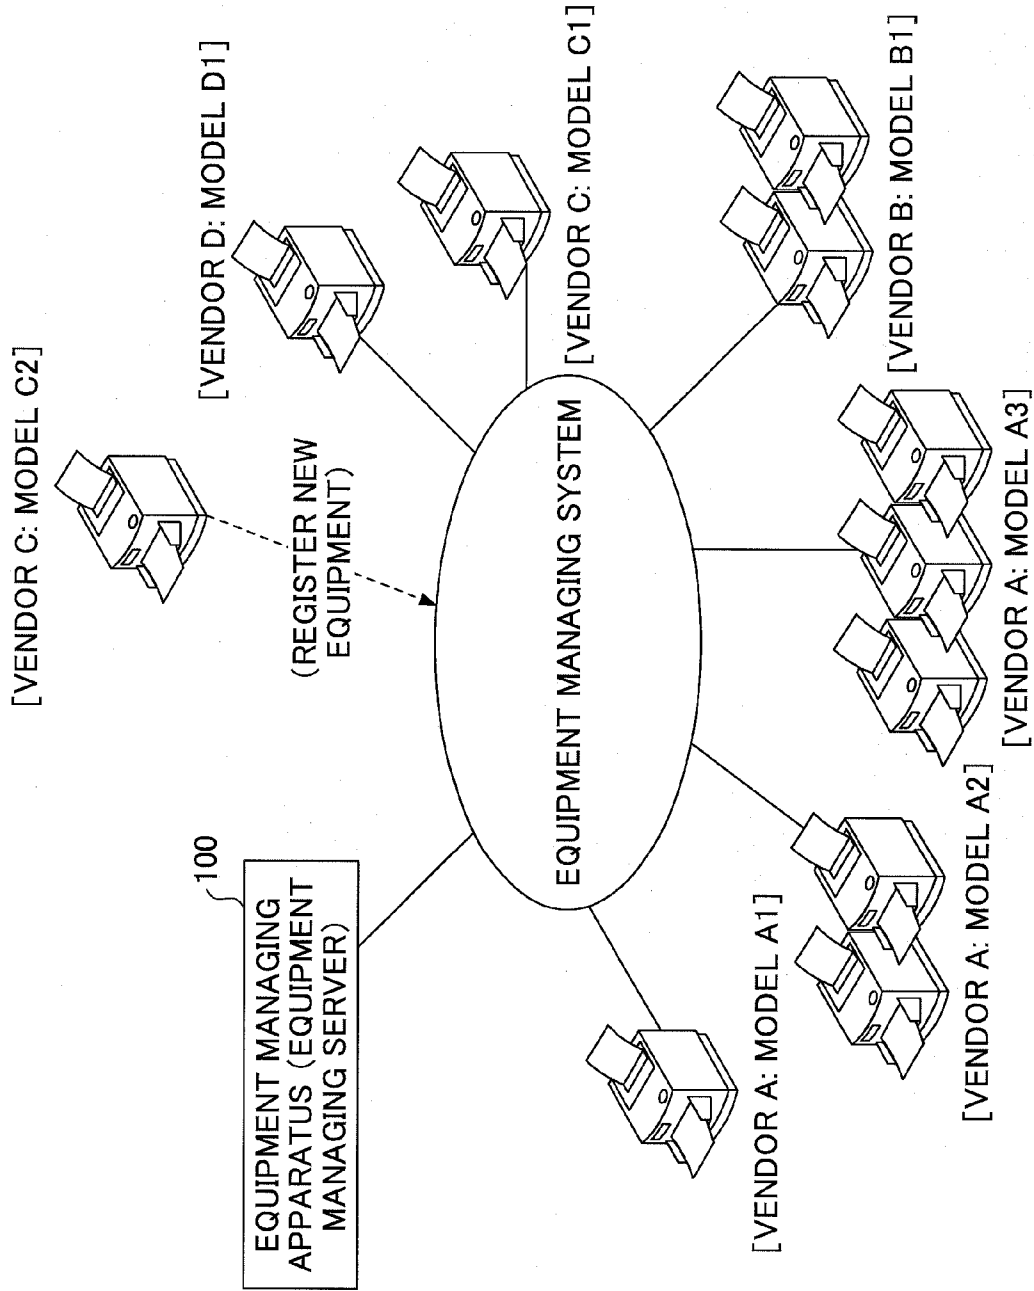 [VENDOR C: MODEL C2]
[VENDOR D: MODEL D1]
100
EQUIPMENT MANAGING
APPARATUS (EQUIPMENT
MANAGING SERVER)
(REGISTER NEW
EQUIPMENT)
[VENDOR C: MODEL C1]
EQUIPMENT MANAGING SYSTEM
[VENDOR A: MODEL A1]
[VENDOR B: MODEL B1]
[VENDOR A: MODEL A2]
[VENDOR A: MODEL A3]